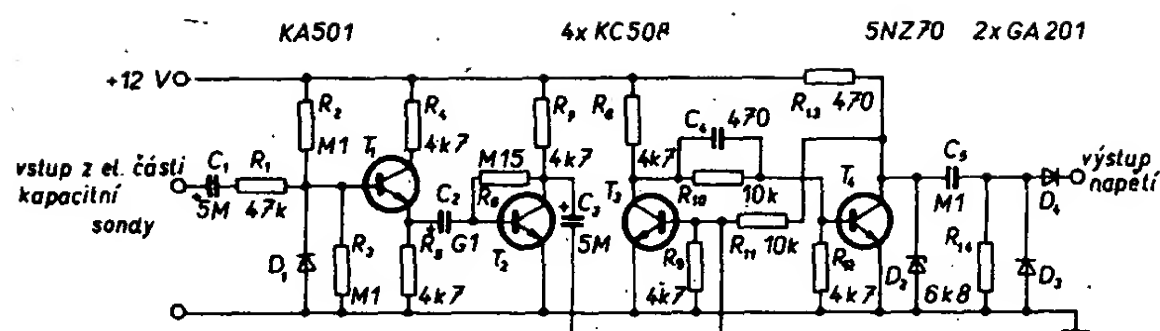 KA501 4x KC508 5NZ70 2x GA201
+12 V
R2
M1
R4
4k7
R7
4k7
R8
4k7
C4 470
R13 470
vstup z el. části
kapacitní
sondy
C1
5M
R1
47k
T1
M15
R6
C2
G1
T2
C3
5M
T3
R10
10k
R11 10k
T4
C5
M1
D4
výstup
napětí
D1
R3
M1
R5
4k7
R9
4k7
R12
4k7
D2
R14
6k8
D3